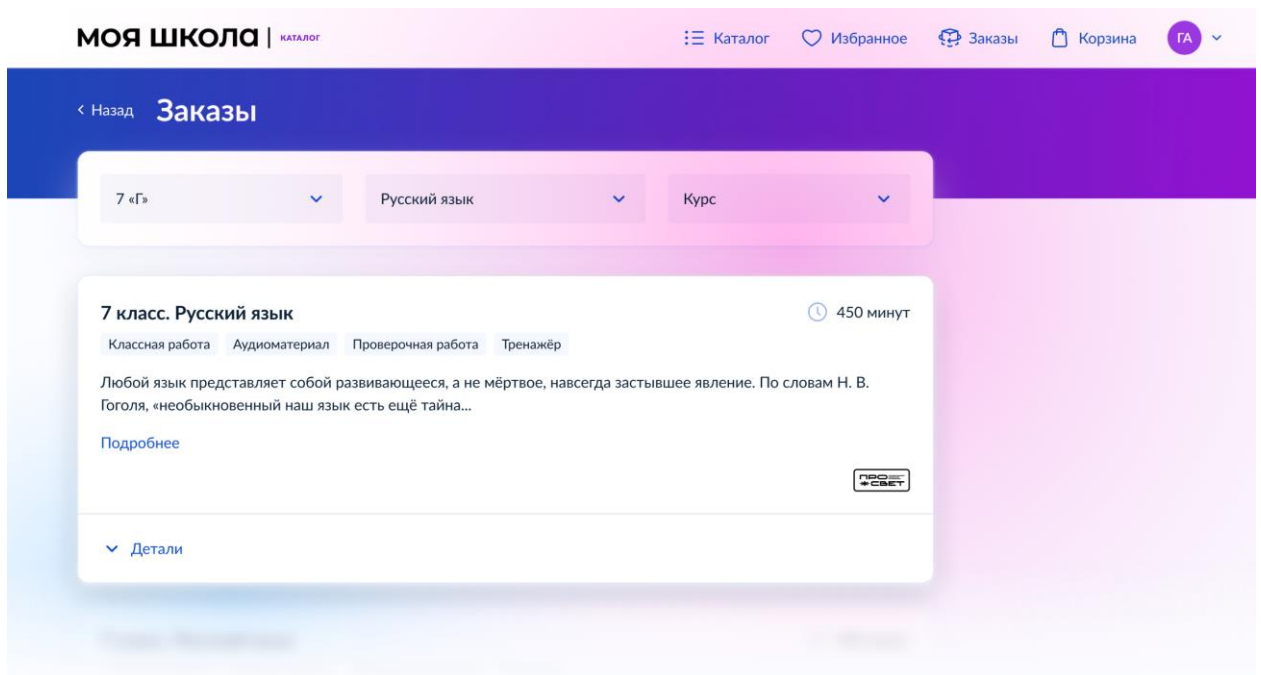 МОЯ ШКОЛА | КАТАЛОГ
Каталог
Избранное
Заказы
Корзина
ГА
Назад
Заказы
7 «Г»
Русский язык
Курс
7 класс. Русский язык
450 минут
Классная работа
Аудиоматериал
Проверочная работа
Тренажёр
Любой язык представляет собой развивающееся, а не мёртвое, навсегда застывшее явление. По словам Н. В.
Гоголя, «необыкновенный наш язык есть ещё тайна...
Подробнее
ПРО
СВЕТ
Детали